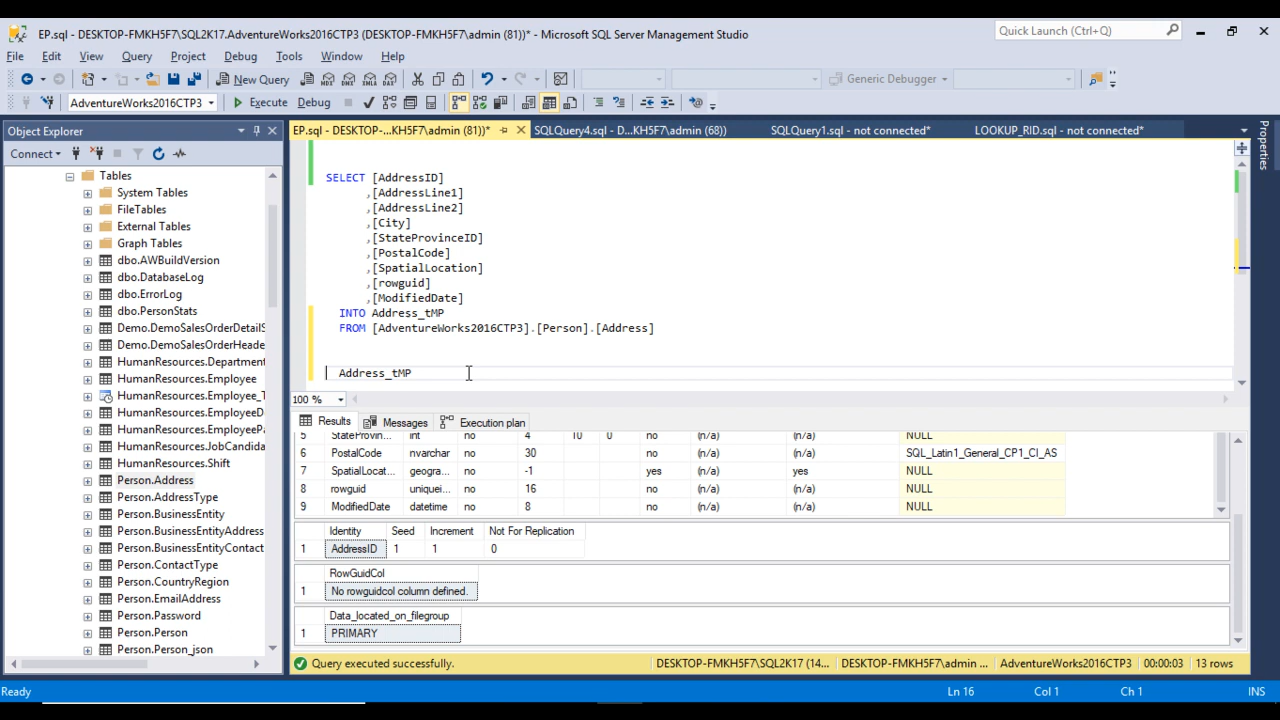 EP.sql - DESKTOP-FMKH5F7\SQL2K17.AdventureWorks2016CTP3 (DESKTOP-FMKH5F7\admin (81))* - Microsoft SQL Server Management Studio
Quick Launch (Ctrl+Q)
File Edit View Query Project Debug Tools Window Help
New Query
Generic Debugger
AdventureWorks2016CTP3
Execute Debug
Object Explorer
Connect
Tables
System Tables
FileTables
External Tables
Graph Tables
dbo.AWBuildVersion
dbo.DatabaseLog
dbo.ErrorLog
dbo.PersonStats
Demo.DemoSalesOrderDetailS
Demo.DemoSalesOrderHeade
HumanResources.Department
HumanResources.Employee
HumanResources.Employee_T
HumanResources.EmployeeD
HumanResources.EmployeePa
HumanResources.JobCandida
HumanResources.Shift
Person.Address
Person.AddressType
Person.BusinessEntity
Person.BusinessEntityAddress
Person.BusinessEntityContact
Person.ContactType
Person.CountryRegion
Person.EmailAddress
Person.Password
Person.Person
Person.Person_json
EP.sql - DESKTOP-...KH5F7\admin (81))* SQLQuery4.sql - D...KH5F7\admin (68)) SQLQuery1.sql - not connected* LOOKUP_RID.sql - not connected*
Properties
SELECT [AddressID]
,[AddressLine1]
,[AddressLine2]
,[City]
,[StateProvinceID]
,[PostalCode]
,[SpatialLocation]
,[rowguid]
,[ModifiedDate]
INTO Address_tMP
FROM [AdventureWorks2016CTP3].[Person].[Address]
Address_tMP
100 %
Results Messages Execution plan
5 StateProvin... int no 4 10 0 no (n/a) (n/a) NULL
6 PostalCode nvarchar no 30 no (n/a) (n/a) SQL_Latin1_General_CP1_CI_AS
7 SpatialLocat... geogra... no -1 yes (n/a) yes NULL
8 rowguid uniquei... no 16 no (n/a) (n/a) NULL
9 ModifiedDate datetime no 8 no (n/a) (n/a) NULL
Identity Seed Increment Not For Replication
1 AddressID 1 1 0
RowGuidCol
1 No rowguidcol column defined.
Data_located_on_filegroup
1 PRIMARY
Query executed successfully. DESKTOP-FMKH5F7\SQL2K17 (14... DESKTOP-FMKH5F7\admin ... AdventureWorks2016CTP3 00:00:03 13 rows
Ready Ln 16 Col 1 Ch 1 INS